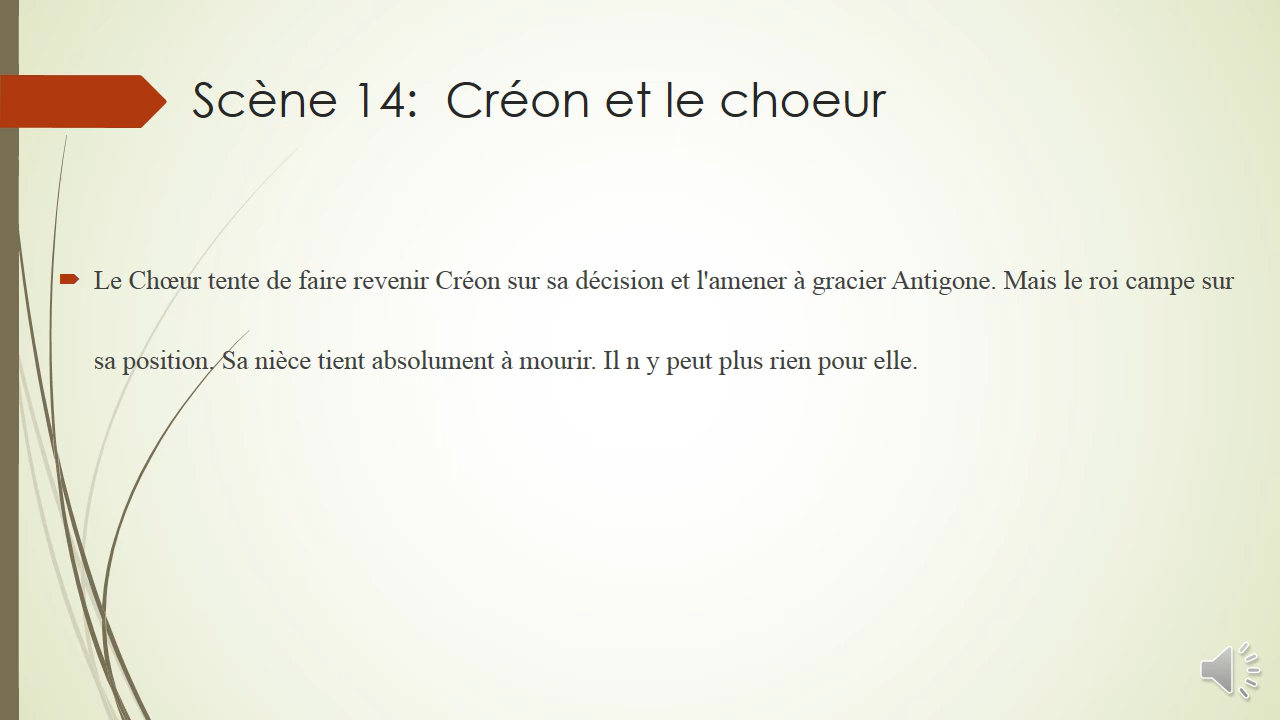 Scène 14: Créon et le choeur
Le Chœur tente de faire revenir Créon sur sa décision et l'amener à gracier Antigone. Mais le roi campe sur
sa position. Sa nièce tient absolument à mourir. Il n y peut plus rien pour elle.